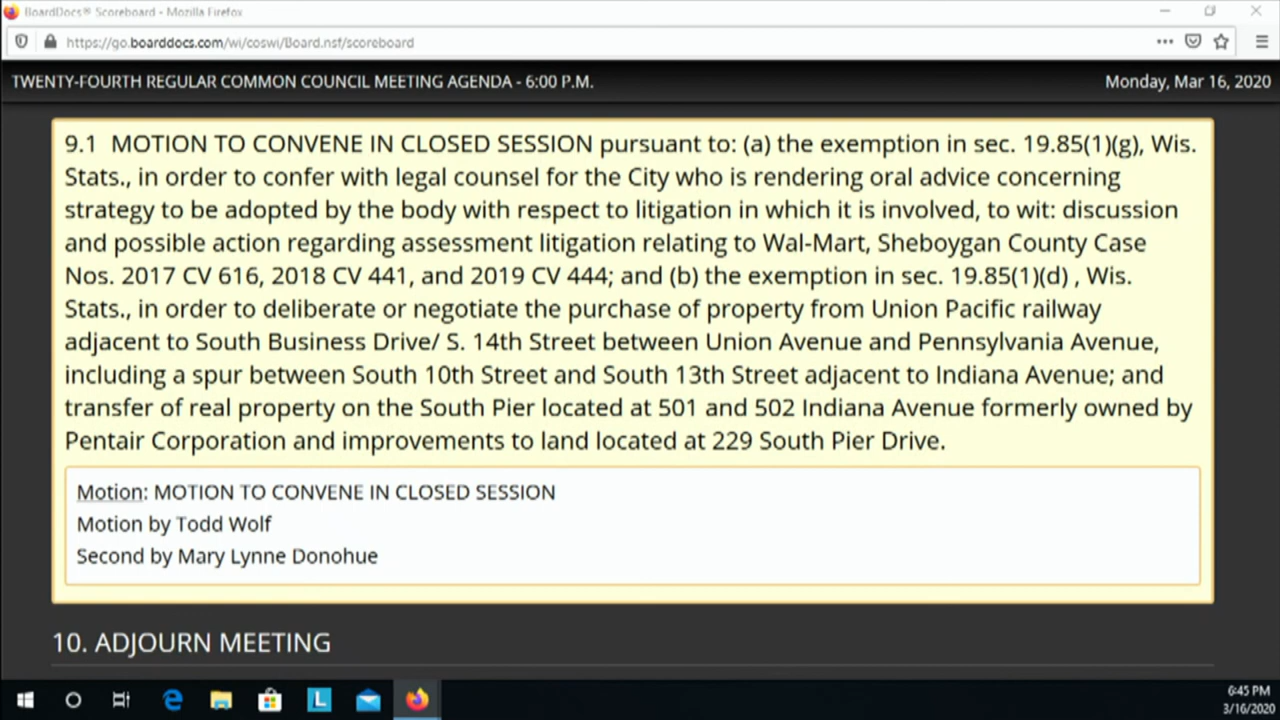 BoardDocs® Scoreboard - Mozilla Firefox
https://go.boarddocs.com/wi/coswi/Board.nsf/scoreboard
TWENTY-FOURTH REGULAR COMMON COUNCIL MEETING AGENDA - 6:00 P.M.
Monday, Mar 16, 2020
9.1 MOTION TO CONVENE IN CLOSED SESSION pursuant to: (a) the exemption in sec. 19.85(1)(g), Wis.
Stats., in order to confer with legal counsel for the City who is rendering oral advice concerning
strategy to be adopted by the body with respect to litigation in which it is involved, to wit: discussion
and possible action regarding assessment litigation relating to Wal-Mart, Sheboygan County Case
Nos. 2017 CV 616, 2018 CV 441, and 2019 CV 444; and (b) the exemption in sec. 19.85(1)(d) , Wis.
Stats., in order to deliberate or negotiate the purchase of property from Union Pacific railway
adjacent to South Business Drive/ S. 14th Street between Union Avenue and Pennsylvania Avenue,
including a spur between South 10th Street and South 13th Street adjacent to Indiana Avenue; and
transfer of real property on the South Pier located at 501 and 502 Indiana Avenue formerly owned by
Pentair Corporation and improvements to land located at 229 South Pier Drive.
Motion: MOTION TO CONVENE IN CLOSED SESSION
Motion by Todd Wolf
Second by Mary Lynne Donohue
10. ADJOURN MEETING
L
6:45 PM
3/16/2020